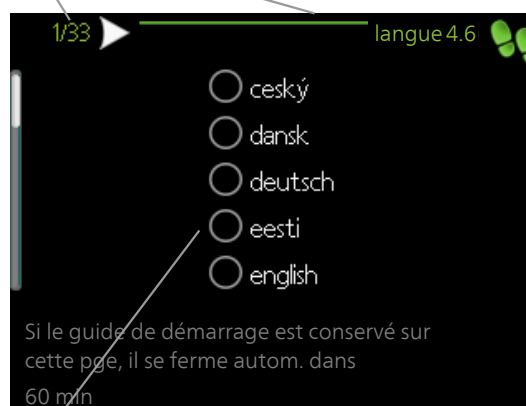 1/33
langue 4.6
ceský
dansk
deutsch
eesti
english
Si le guide de démarrage est conservé sur
cette pge, il se ferme autom. dans
60 min